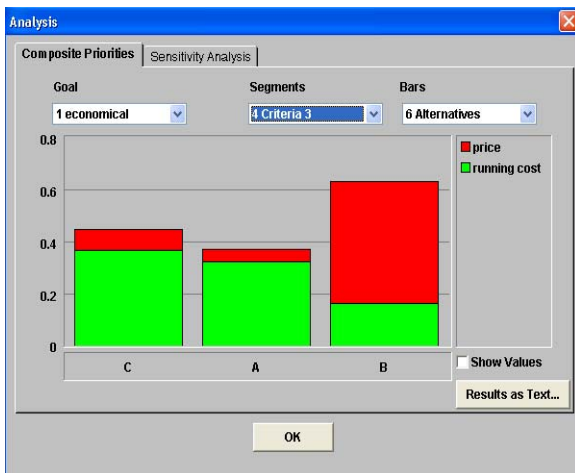 Analysis
Composite Priorities Sensitivity Analysis
Goal Segments Bars
1 economical 4 Criteria 3 6 Alternatives
0.8
0.6
0.4
0.2
0
price
running cost
C A B
Show Values
Results as Text...
OK